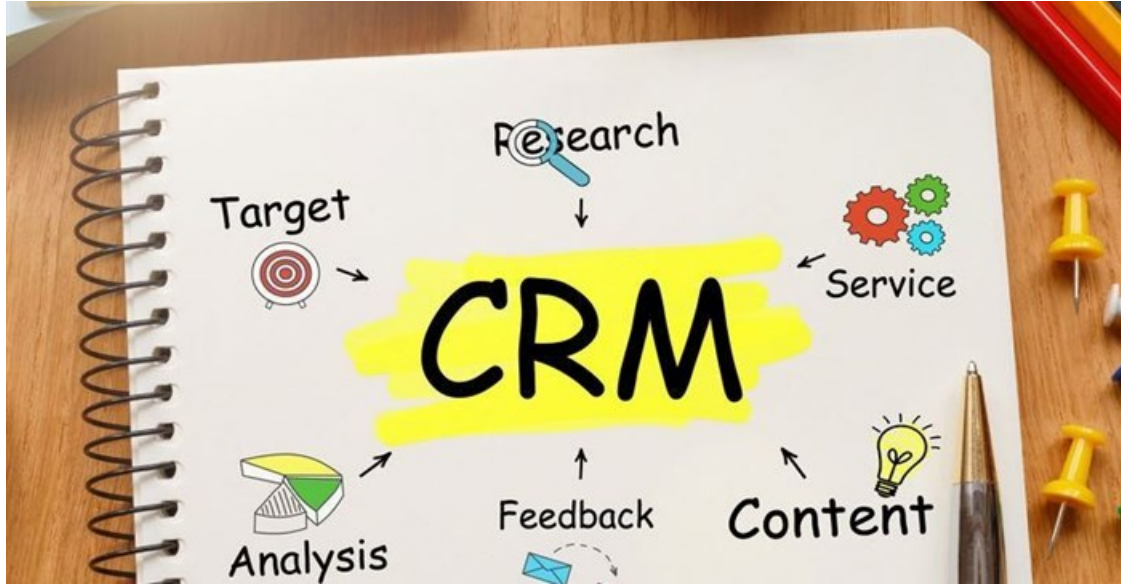 Research
Target
Service
CRM
Feedback
Content
Analysis